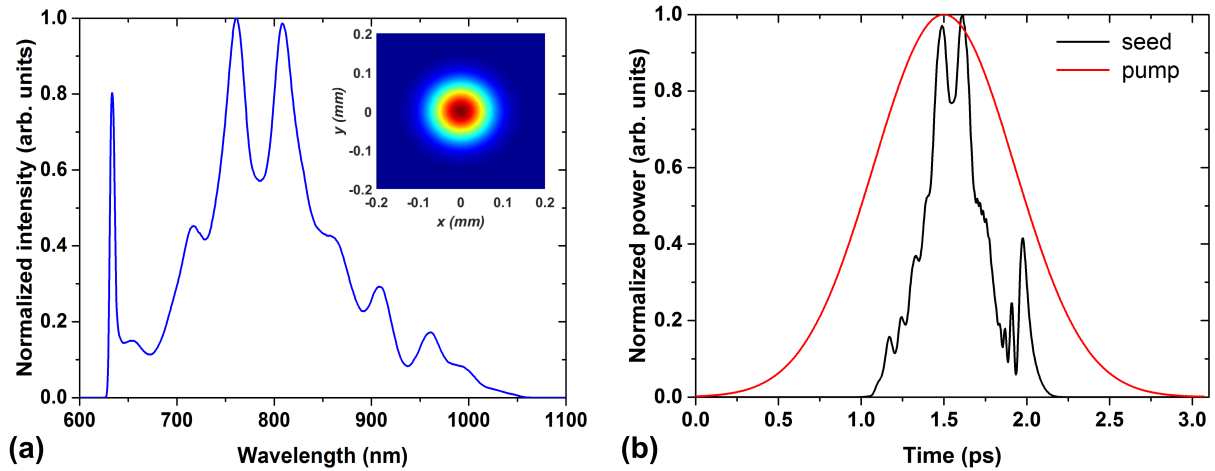 1.0
0.8
0.6
0.4
0.2
0.0
Normalized intensity (arb. units)
600 700 800 900 1000 1100
Wavelength (nm)
(a)
0.2
0.1
0
-0.1
-0.2
y (mm)
-0.2 -0.1 0 0.1 0.2
x (mm)
1.0
0.8
0.6
0.4
0.2
0.0
Normalized power (arb. units)
seed
pump
0.0 0.5 1.0 1.5 2.0 2.5 3.0
Time (ps)
(b)